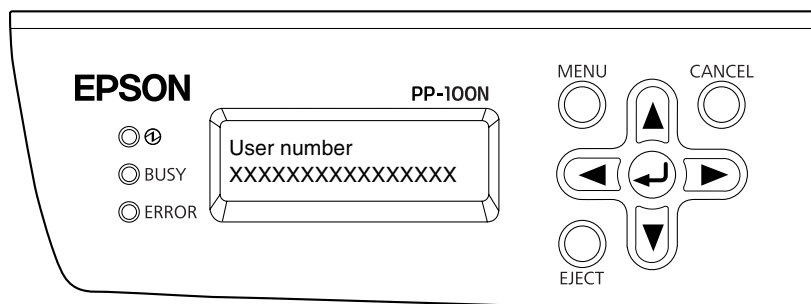 MENU
CANCEL
EPSON
PP-100N
User number
XXXXXXXXXXXXXXXX
BUSY
ERROR
EJECT